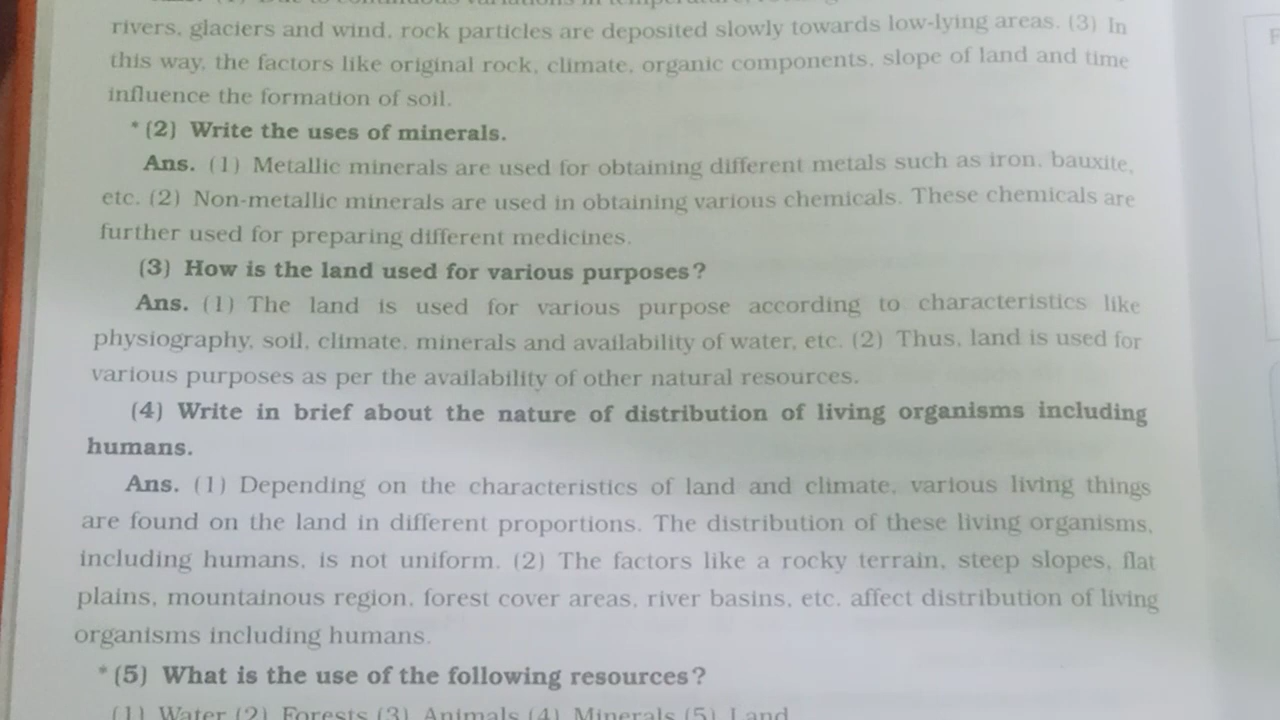 rivers, glaciers and wind, rock particles are deposited slowly towards low-lying areas. (3) In
this way, the factors like original rock, climate, organic components, slope of land and time
influence the formation of soil.
*(2) Write the uses of minerals.
Ans. (1) Metallic minerals are used for obtaining different metals such as iron, bauxite,
etc. (2) Non-metallic minerals are used in obtaining various chemicals. These chemicals are
further used for preparing different medicines.
(3) How is the land used for various purposes?
Ans. (1) The land is used for various purpose according to characteristics like
physiography, soil, climate, minerals and availability of water, etc. (2) Thus, land is used for
various purposes as per the availability of other natural resources.
(4) Write in brief about the nature of distribution of living organisms including
humans.
Ans. (1) Depending on the characteristics of land and climate, various living things
are found on the land in different proportions. The distribution of these living organisms,
including humans, is not uniform. (2) The factors like a rocky terrain, steep slopes, flat
plains, mountainous region, forest cover areas, river basins, etc. affect distribution of living
organisms including humans.
*(5) What is the use of the following resources?
(1) Water (2) Forests (3) Animals (4) Minerals (5) Land